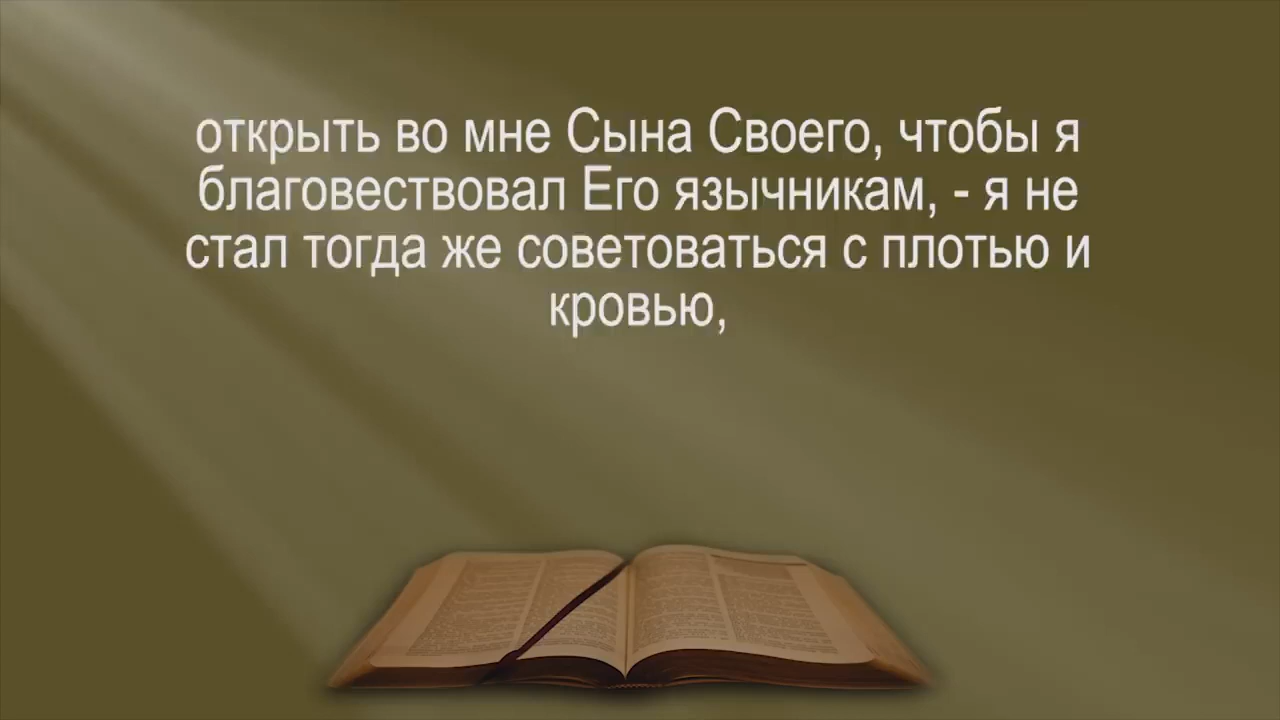 открыть во мне Сына Своего, чтобы я
благовествовал Его язычникам, - я не
стал тогда же советоваться с плотью и
кровью,